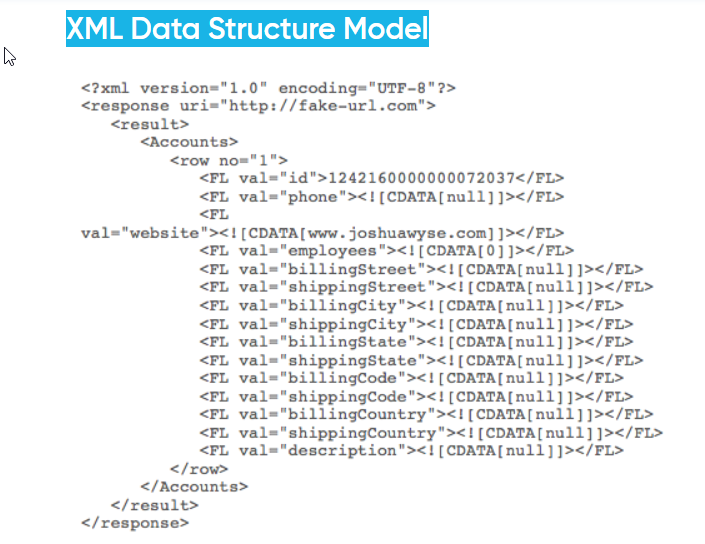 XML Data Structure Model
<?xml version="1.0" encoding="UTF-8"?>
<response uri="http://fake-url.com">
<result>
<Accounts>
<row no="1">
<FL val="id">1242160000000072037</FL>
<FL val="phone"><![CDATA[null]]></FL>
<FL
val="website"><![CDATA[www.joshuawyse.com]]></FL>
<FL val="employees"><![CDATA[0]]></FL>
<FL val="billingStreet"><![CDATA[null]]></FL>
<FL val="shippingStreet"><![CDATA[null]]></FL>
<FL val="billingCity"><![CDATA[null]]></FL>
<FL val="shippingCity"><![CDATA[null]]></FL>
<FL val="billingState"><![CDATA[null]]></FL>
<FL val="shippingState"><![CDATA[null]]></FL>
<FL val="billingCode"><![CDATA[null]]></FL>
<FL val="shippingCode"><![CDATA[null]]></FL>
<FL val="billingCountry"><![CDATA[null]]></FL>
<FL val="shippingCountry"><![CDATA[null]]></FL>
<FL val="description"><![CDATA[null]]></FL>
</row>
</Accounts>
</result>
</response>